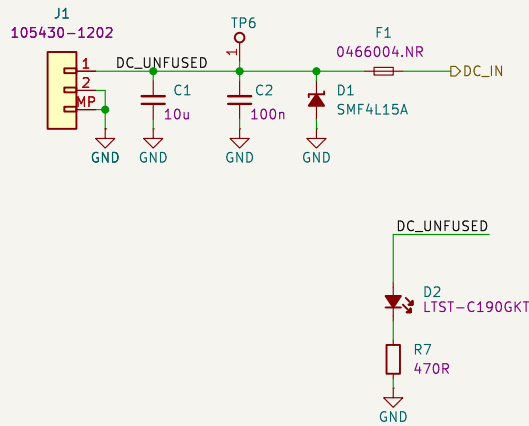 J1
105430-1202
1
2
MP
GND
DC_UNFUSED
C1
10u
GND
TP6
1
C2
100n
GND
D1
SMF4L15A
GND
F1
0466004.NR
DC_IN
DC_UNFUSED
D2
LTST-C190GKT
R7
470R
GND